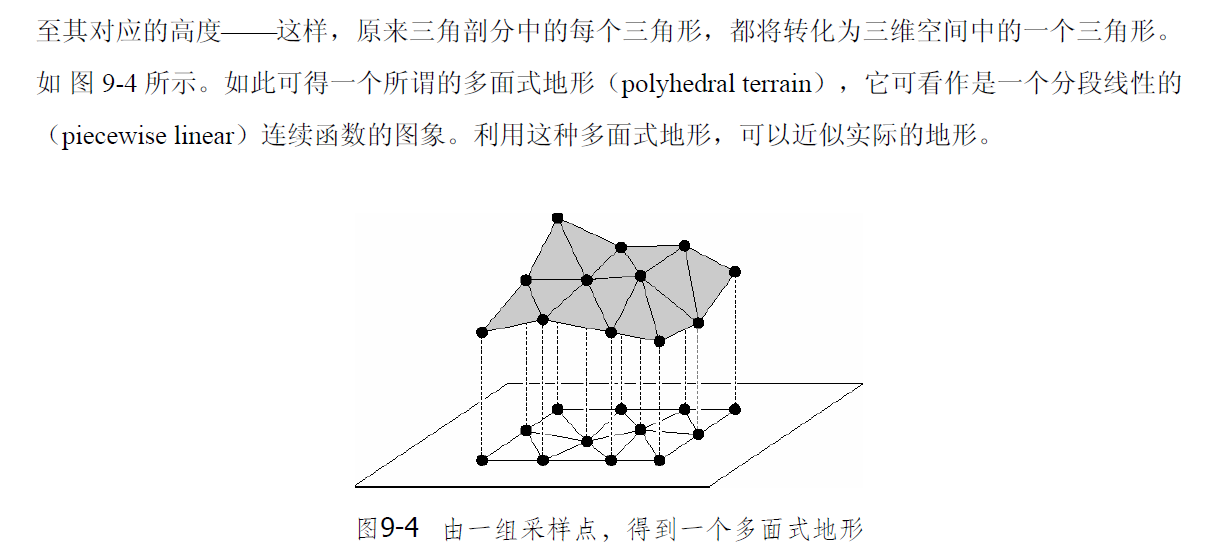 至其对应的高度——这样，原来三角剖分中的每个三角形，都将转化为三维空间中的一个三角形。
如 图 9-4 所示。如此可得一个所谓的多面式地形（polyhedral terrain），它可看作是一个分段线性的
（piecewise linear）连续函数的图象。利用这种多面式地形，可以近似实际的地形。
图9-4 由一组采样点，得到一个多面式地形